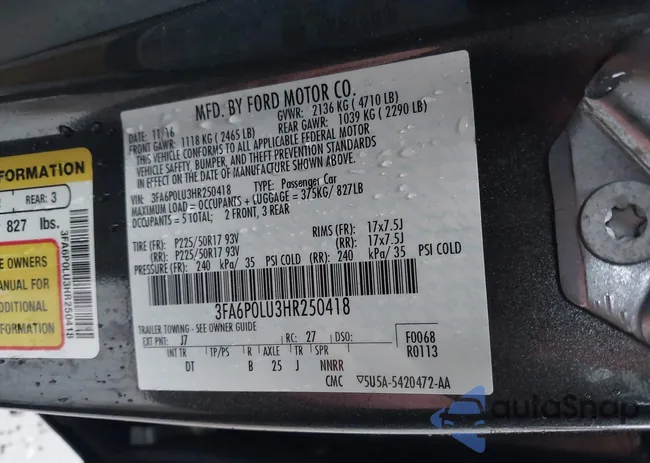 MFD. BY FORD MOTOR CO.
DATE: 11/16 GVWR: 2136 KG ( 4710 LB)
FRONT GAWR: 1118 KG ( 2465 LB) REAR GAWR: 1039 KG ( 2290 LB)
THIS VEHICLE CONFORMS TO ALL APPLICABLE FEDERAL MOTOR
VEHICLE SAFETY, BUMPER, AND THEFT PREVENTION STANDARDS
IN EFFECT ON THE DATE OF MANUFACTURE SHOWN ABOVE.
VIN: 3FA6P0LU3HR250418 TYPE: Passenger Car
MAXIMUM LOAD = OCCUPANTS + LUGGAGE = 375KG/ 827LB
OCCUPANTS = 5 TOTAL; 2 FRONT, 3 REAR
TIRE (FR): P225/50R17 93V RIMS (FR): 17x7.5J
(RR): P225/50R17 93V (RR): 17x7.5J
PRESSURE (FR): 240 kPa/ 35 PSI COLD (RR): 240 kPa/ 35 PSI COLD
3FA6P0LU3HR250418
TRAILER TOWING - SEE OWNER GUIDE
EXT PNT: J7 RC: 27 DSO: F0068
R0113
INT TR TP/PS R AXLE TR SPR
DT B 25 J NNRR
CMC ▽5U5A-5420472-AA
FORMATION
REAR: 3
827 lbs.
E OWNERS
ANUAL FOR
ADDITIONAL
FORMATION
3FA6P0LU3HR250418
autoSnap